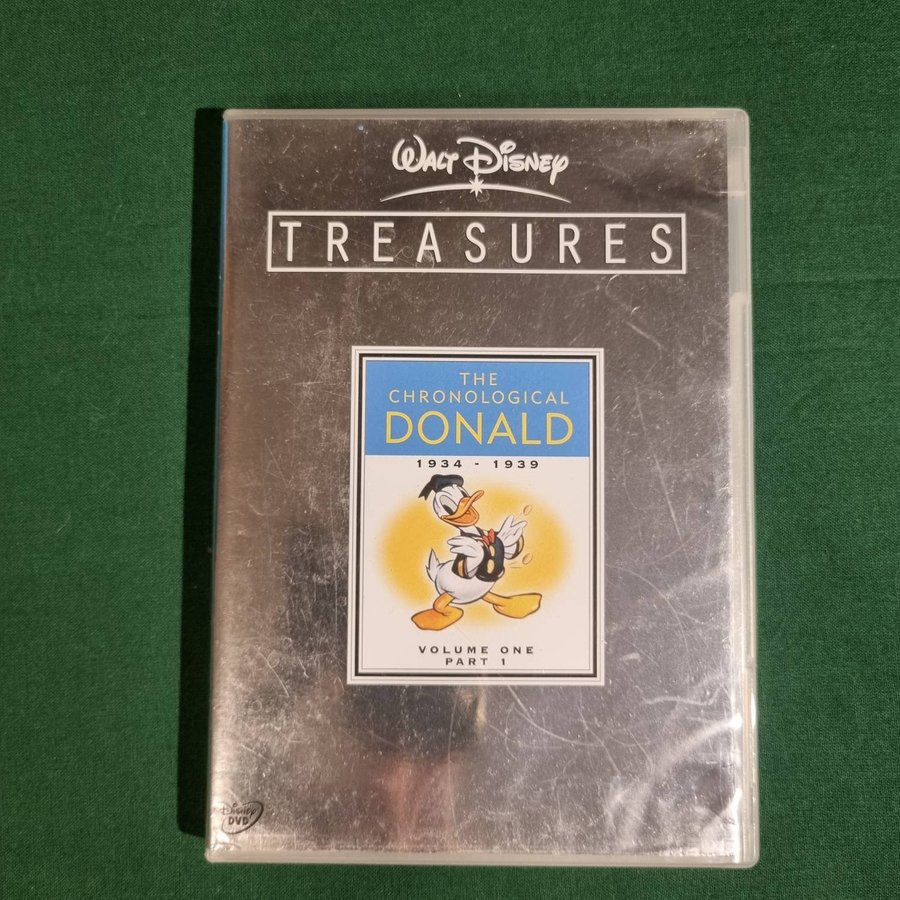 WALT DISNEY
TREASURES
THE
CHRONOLOGICAL
DONALD
1934 - 1939
VOLUME ONE
PART 1
Disney
DVD